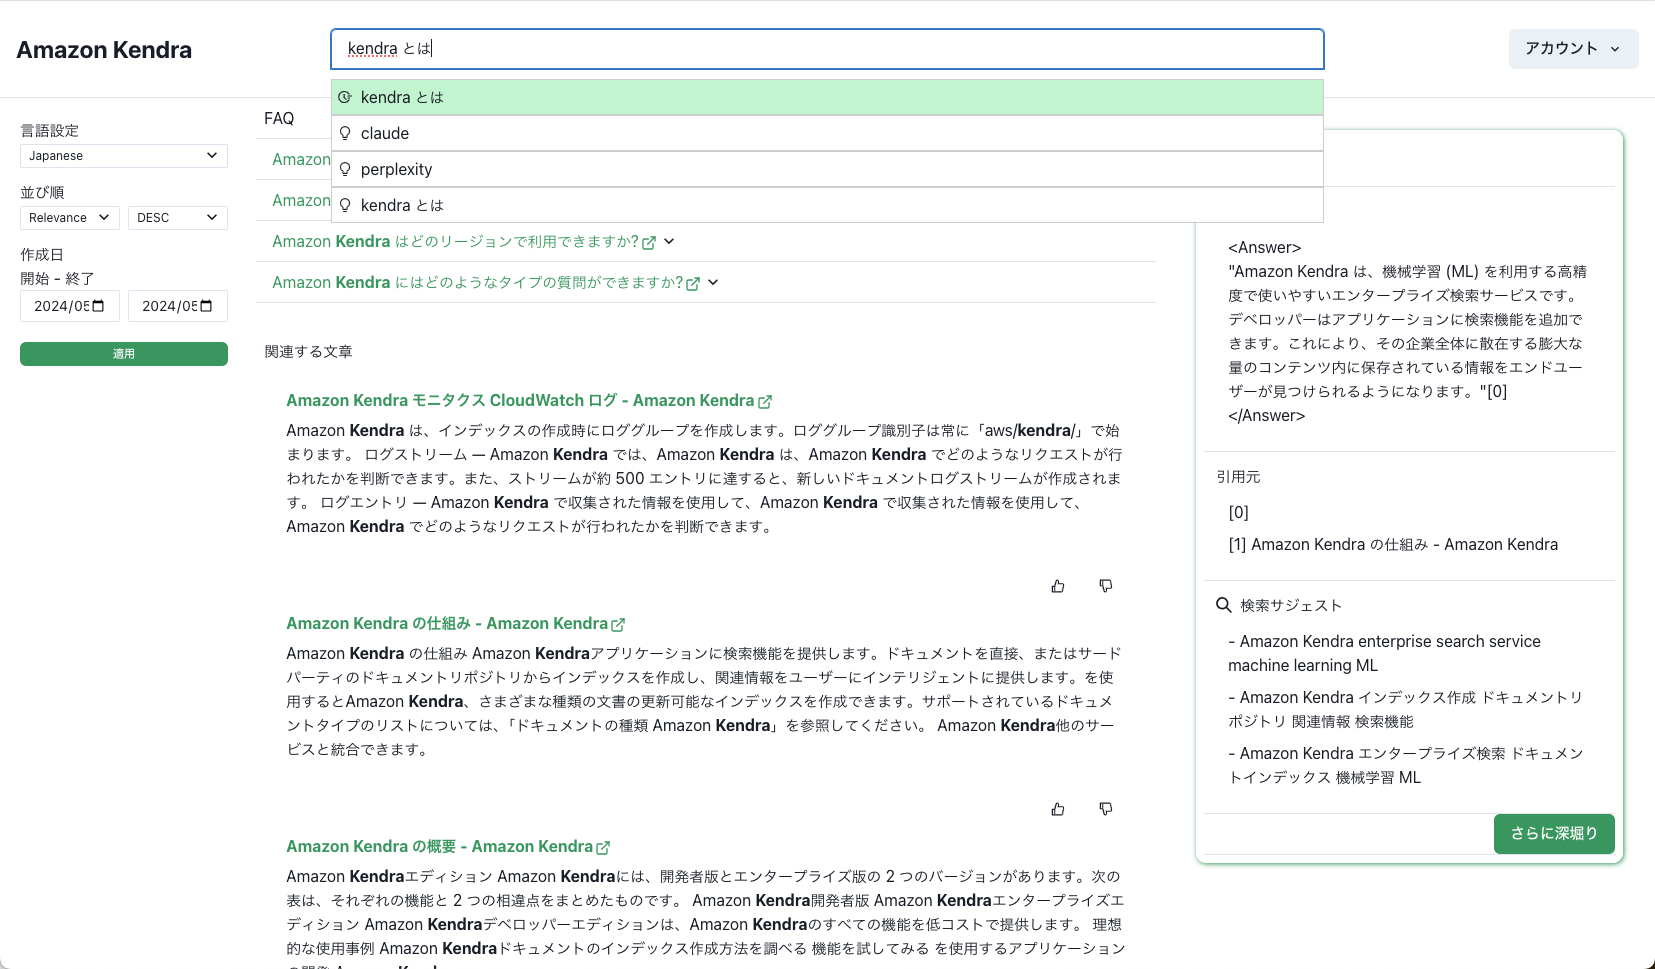 Amazon Kendra
kendra とは
アカウント
kendra とは
claude
perplexity
kendra とは
言語設定
Japanese
並び順
Relevance
DESC
作成日
開始 - 終了
2024/05
2024/05
適用
FAQ
Amazon
Amazon
Amazon Kendra はどのリージョンで利用できますか?
Amazon Kendra にはどのようなタイプの質問ができますか?
関連する文章
Amazon Kendra モニタクス CloudWatch ログ - Amazon Kendra
Amazon Kendra は、インデックスの作成時にロググループを作成します。ロググループ識別子は常に「aws/kendra/」で始
まります。 ログストリーム — Amazon Kendra では、Amazon Kendra は、Amazon Kendra でどのようなリクエストが行
われたかを判断できます。また、ストリームが約 500 エントリに達すると、新しいドキュメントログストリームが作成されま
す。 ログエントリ — Amazon Kendra で収集された情報を使用して、Amazon Kendra で収集された情報を使用して、
Amazon Kendra でどのようなリクエストが行われたかを判断できます。
Amazon Kendra の仕組み - Amazon Kendra
Amazon Kendra の仕組み Amazon Kendraアプリケーションに検索機能を提供します。ドキュメントを直接、またはサード
パーティのドキュメントリポジトリからインデックスを作成し、関連情報をユーザーにインテリジェントに提供します。を使
用するとAmazon Kendra、さまざまな種類の文書の更新可能なインデックスを作成できます。サポートされているドキュメ
ントタイプのリストについては、「ドキュメントの種類 Amazon Kendra」を参照してください。 Amazon Kendra他のサー
ビスと統合できます。
Amazon Kendra の概要 - Amazon Kendra
Amazon Kendraエディション Amazon Kendraには、開発者版とエンタープライズ版の 2 つのバージョンがあります。次の
表は、それぞれの機能と 2 つの相違点をまとめたものです。 Amazon Kendra開発者版 Amazon Kendraエンタープライズエ
ディション Amazon Kendraデベロッパーエディションは、Amazon Kendraのすべての機能を低コストで提供します。 理想
的な使用事例 Amazon Kendraドキュメントのインデックス作成方法を調べる 機能を試してみる を使用するアプリケーション
の開発 Amazon Kendra
<Answer>
"Amazon Kendra は、機械学習 (ML) を利用する高精
度で使いやすいエンタープライズ検索サービスです。
デベロッパーはアプリケーションに検索機能を追加で
きます。これにより、その企業全体に散在する膨大な
量のコンテンツ内に保存されている情報をエンドユー
ザーが見つけられるようになります。"[0]
</Answer>
引用元
[0]
[1] Amazon Kendra の仕組み - Amazon Kendra
検索サジェスト
- Amazon Kendra enterprise search service
machine learning ML
- Amazon Kendra インデックス作成 ドキュメントリ
ポジトリ 関連情報 検索機能
- Amazon Kendra エンタープライズ検索 ドキュメン
トインデックス 機械学習 ML
さらに深堀り